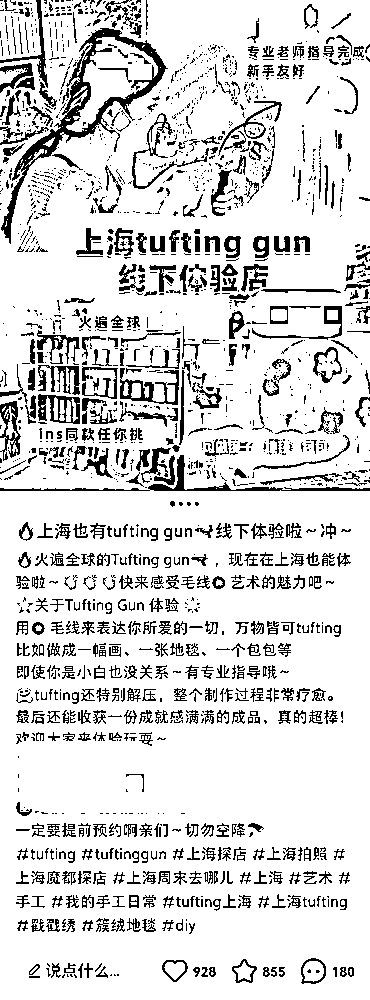 专业老师指导完成
新手友好
上海tufting gun
线下体验店
火遍全球
ins同款任你挑
🔥上海也有tufting gun🔫线下体验啦～冲～
🔥火遍全球的Tufting gun🔫，现在在上海也能体
验啦～快来感受毛线🧶艺术的魅力吧～
☆关于Tufting Gun 体验
用🧶毛线来表达你所爱的一切，万物皆可tufting
比如做成一幅画、一张地毯、一个包包等
即使你是小白也没关系～有专业指导哦～
tufting还特别解压，整个制作过程非常疗愈。
最后还能收获一份成就感满满的成品，真的超棒！
欢迎大家来体验玩耍～
一定要提前预约啊亲们～切勿空降
#tufting #tuftinggun #上海探店 #上海拍照 #
上海魔都探店 #上海周末去哪儿 #上海 #艺术 #
手工 #我的手工日常 #tufting上海 #上海tufting
#戳戳绣 #簇绒地毯 #diy
说点什么...
928
855
180